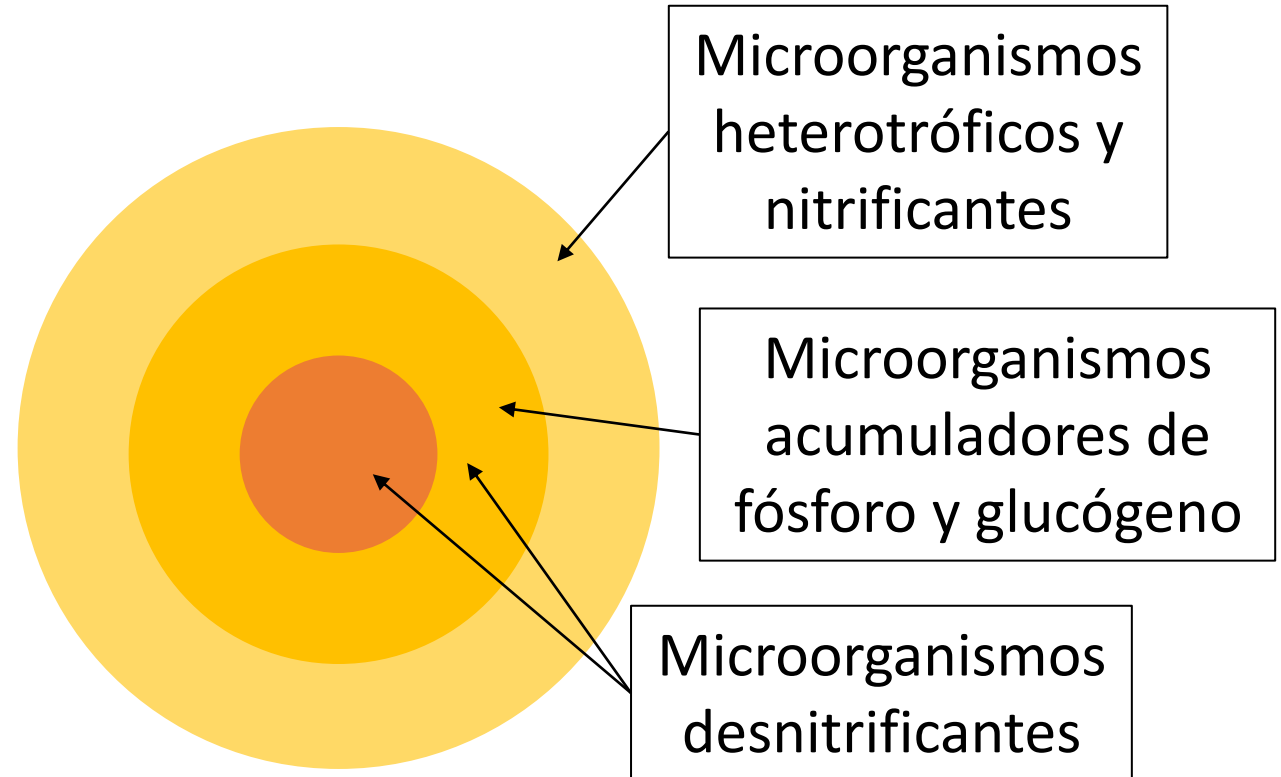 Microorganismos
heterotróficos y
nitrificantes
Microorganismos
acumuladores de
fósforo y glucógeno
Microorganismos
desnitrificantes